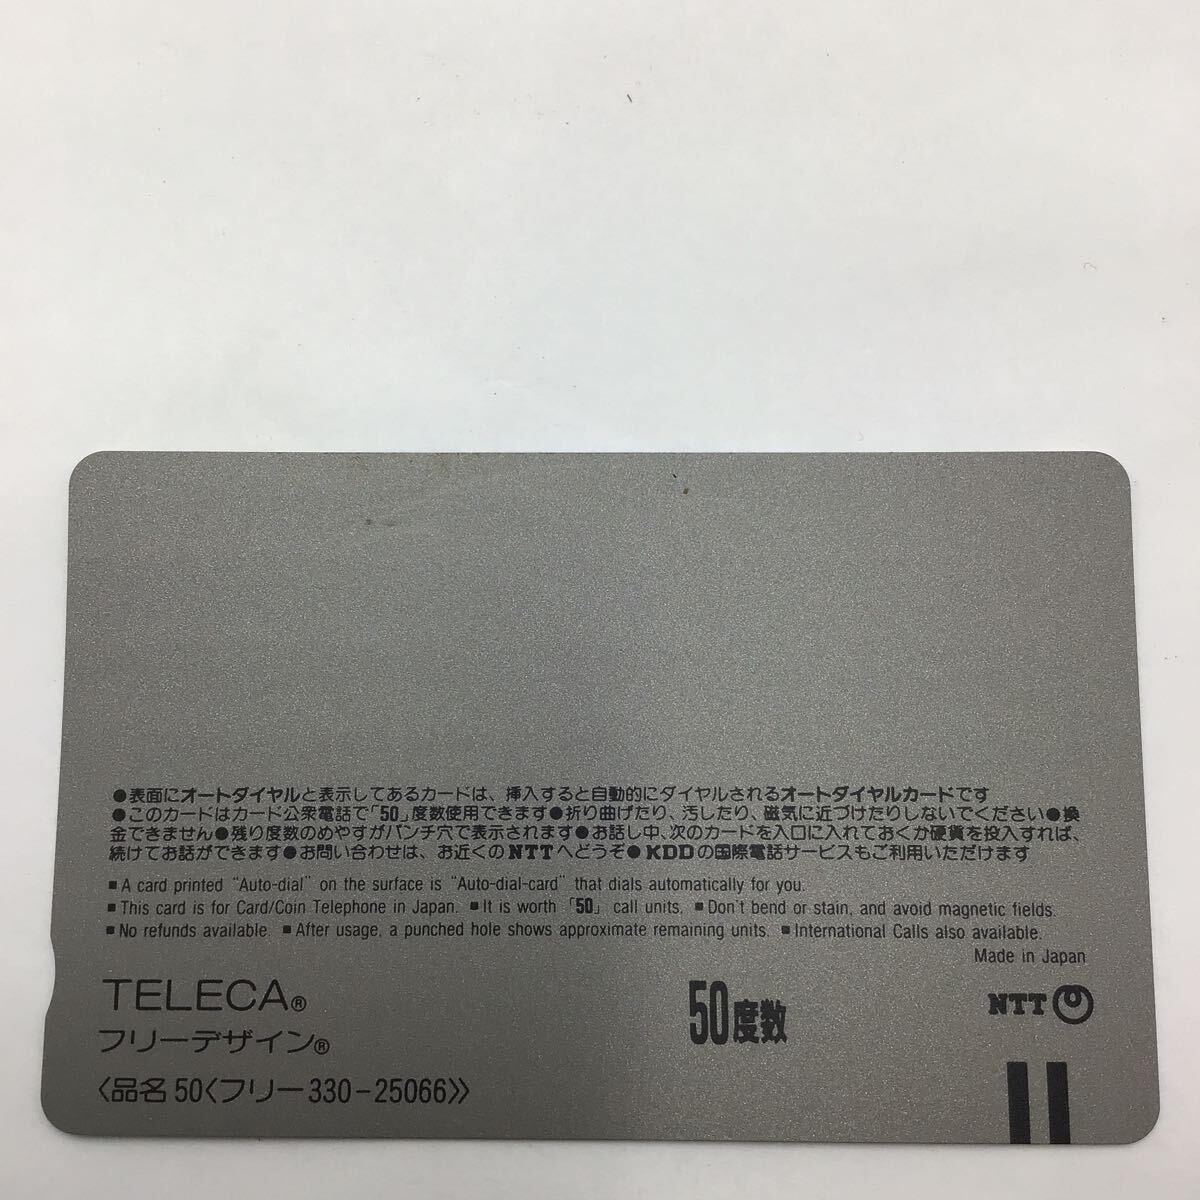 ●表面にオートダイヤルと表示してあるカードは、挿入すると自動的にダイヤルされるオートダイヤルカードです
●このカードはカード公衆電話で「50」度数使用できます●折り曲げたり、汚したり、磁気に近づけたりしないでください●換
金できません●残り度数のめやすがパンチ穴で表示されます●お話し中、次のカードを入口に入れておくか硬貨を投入すれば、
続けてお話ができます●お問い合わせは、お近くのNTTへどうぞ●KDDの国際電話サービスもご利用いただけます
■A card printed "Auto-dial" on the surface is "Auto-dial-card" that dials automatically for you.
■This card is for Card/Coin Telephone in Japan. ■It is worth「50」call units. ■Don't bend or stain, and avoid magnetic fields.
■No refunds available. ■After usage, a punched hole shows approximate remaining units. ■International Calls also available.
Made in Japan
TELECA®
フリーデザイン®
〈品名50〈フリー330-25066〉〉
50度数
NTT